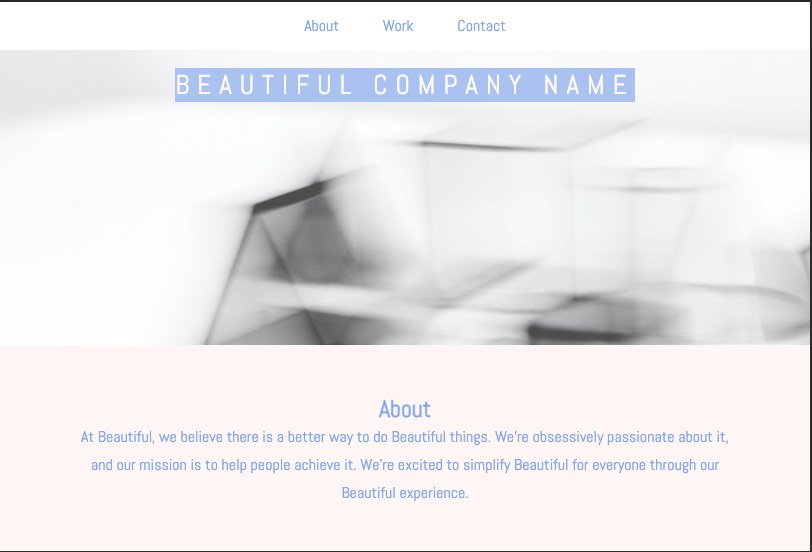 About Work Contact
BEAUTIFUL COMPANY NAME
About
At Beautiful, we believe there is a better way to do Beautiful things. We're obsessively passionate about it,
and our mission is to help people achieve it. We're excited to simplify Beautiful for everyone through our
Beautiful experience.